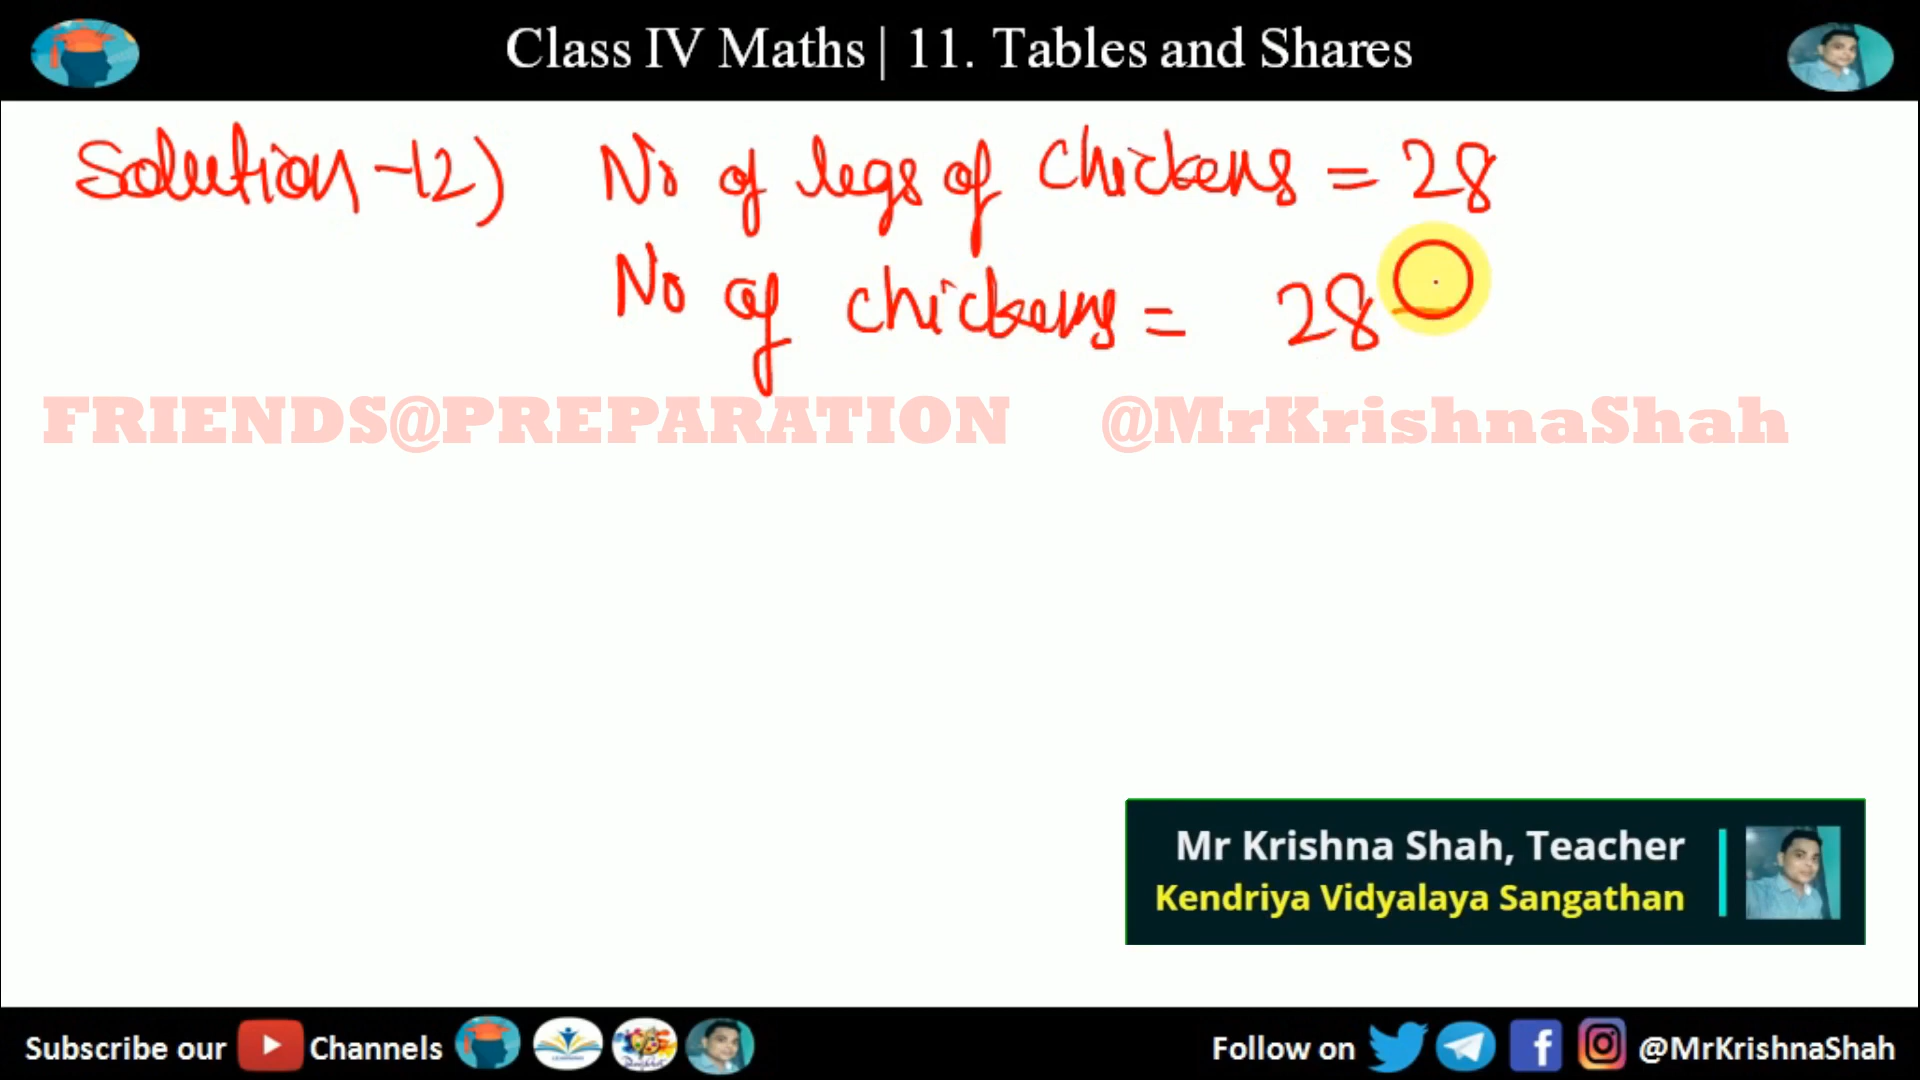 Class IV Maths | 11. Tables and Shares
Solution-12) No of legs of chickens = 28
No of chickens = 28
FRIENDS@PREPARATION @MrKrishnaShah
Mr Krishna Shah, Teacher
Kendriya Vidyalaya Sangathan
Subscribe our Channels Follow on @MrKrishnaShah